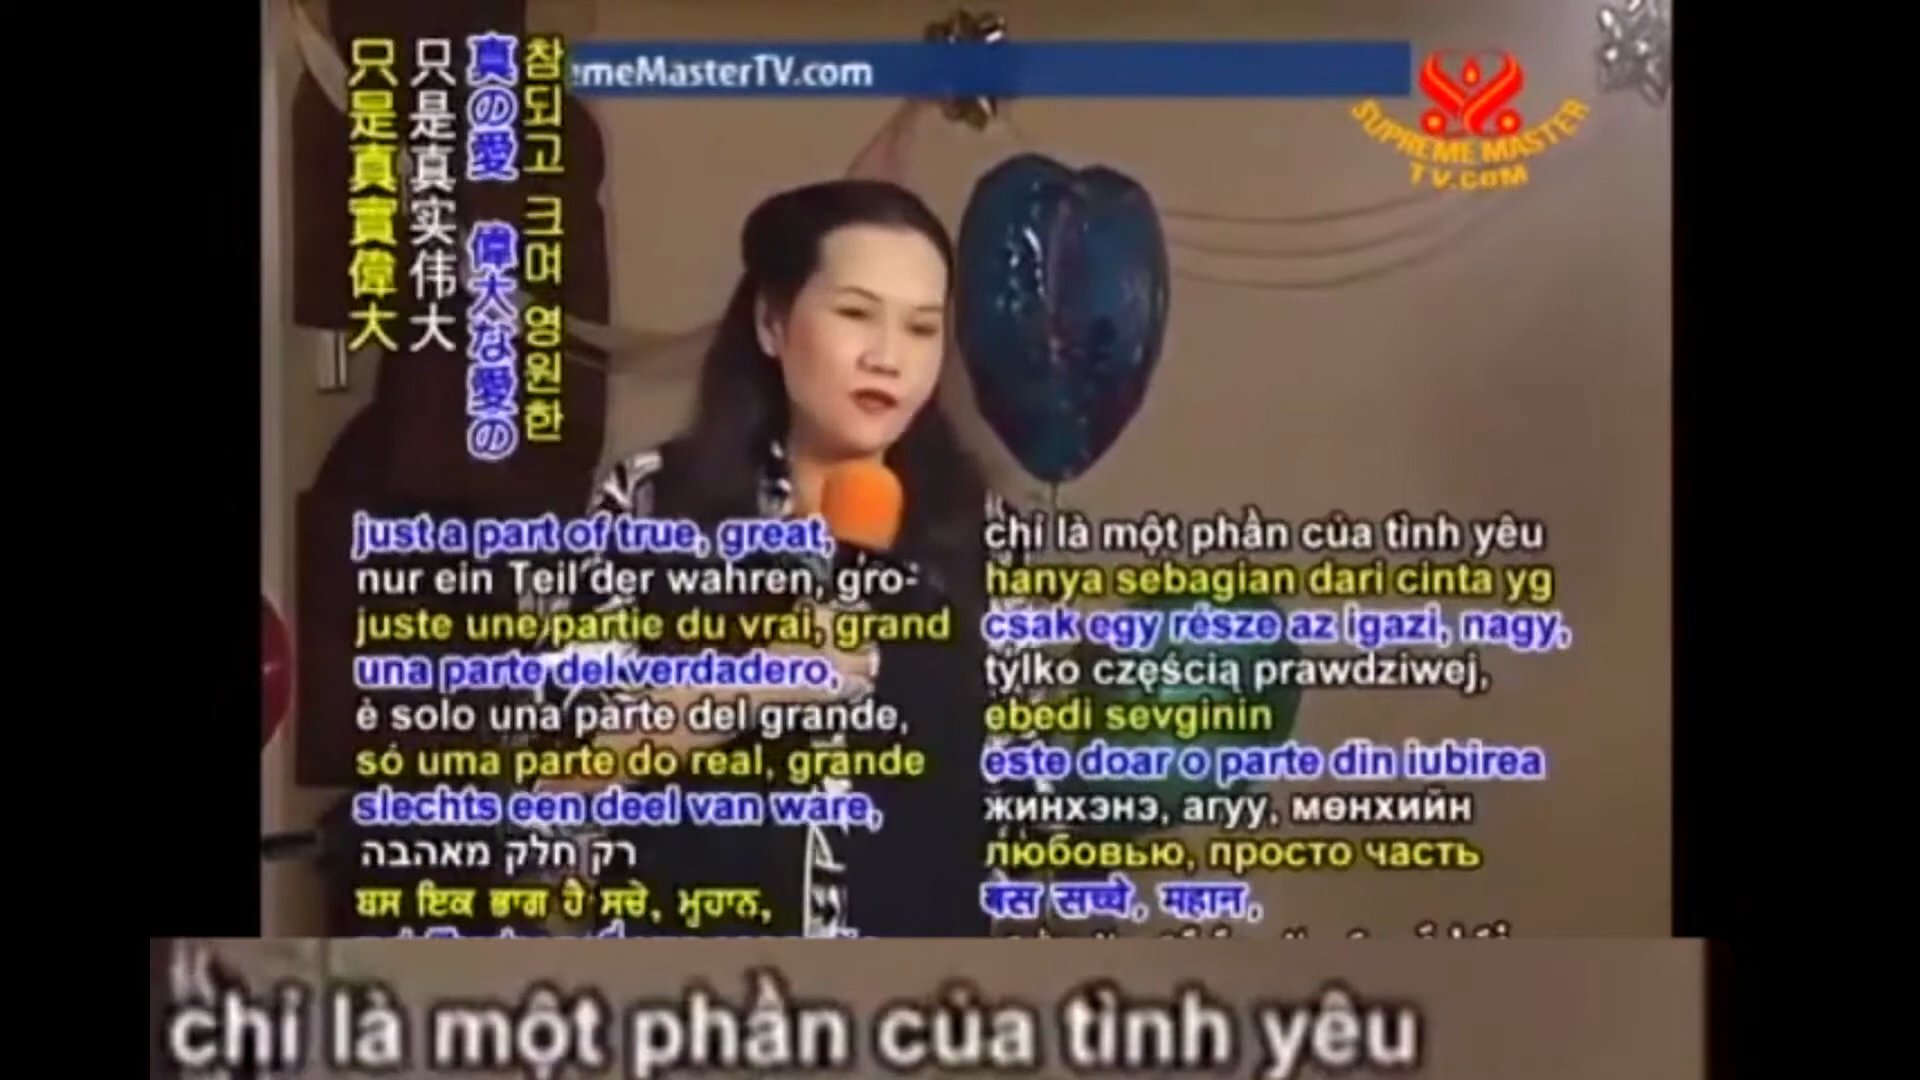 只是真實偉大
只是真实伟大
真の愛 偉大な愛の
참되고 크며 영원한
emeMasterTV.com
SUPREME MASTER
TV.COM
just a part of true, great,
nur ein Teil der wahren, gro-
juste une partie du vrai, grand
una parte del verdadero,
è solo una parte del grande,
só uma parte do real, grande
slechts een deel van ware,
רק חלק מאהבה
ਬਸ ਇਕ ਭਾਗ ਹੈ ਸਚੇ, ਮੁਹਾਨ,
chỉ là một phần của tình yêu
hanya sebagian dari cinta yg
csak egy része az igazi, nagy,
tylko częścią prawdziwej,
ebedi sevginin
este doar o parte din iubirea
жинхэнэ, агуу, мөнхийн
любовью, просто часть
बस सच्चे, महान,
chỉ là một phần của tình yêu